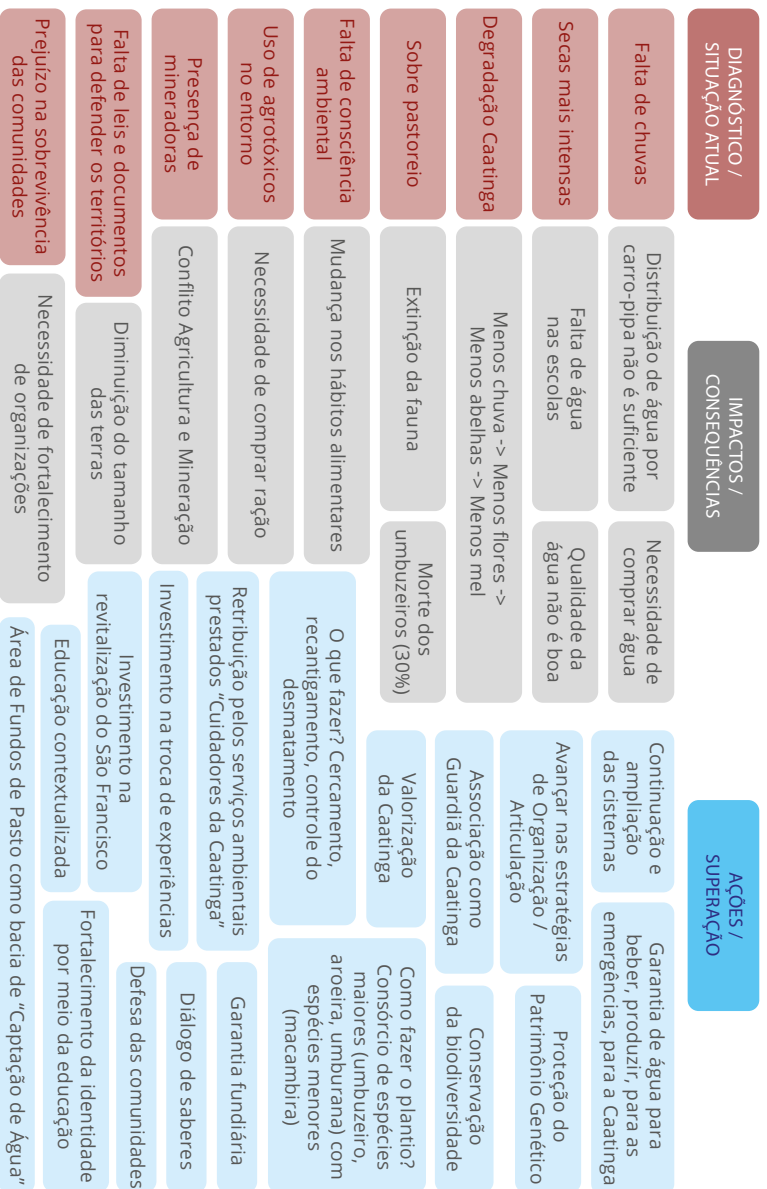 DIAGNÓSTICO /
SITUAÇÃO ATUAL
Falta de chuvas
Secas mais intensas
Degradação Caatinga
Sobre pastoreio
Falta de consciência
ambiental
Uso de agrotóxicos
no entorno
Presença de
mineradoras
Falta de leis e documentos
para defender os territórios
Prejuízo na sobrevivência
das comunidades
IMPACTOS /
CONSEQUÊNCIAS
Distribuição de água por
carro-pipa não é suficiente
Necessidade de
comprar água
Falta de água
nas escolas
Qualidade da
água não é boa
Menos chuva -> Menos flores ->
Menos abelhas -> Menos mel
Extinção da fauna
Morte dos
umbuzeiros (30%)
Mudança nos hábitos alimentares
Necessidade de comprar ração
Conflito Agricultura e Mineração
Diminuição do tamanho
das terras
Necessidade de fortalecimento
de organizações
AÇÕES /
SUPERAÇÃO
Continuação e
ampliação
das cisternas
Garantia de água para
beber, produzir, para as
emergências, para a Caatinga
Avançar nas estratégias
de Organização /
Articulação
Proteção do
Patrimônio Genético
Associação como
Guardiã da Caatinga
Conservação
da biodiversidade
Valorização
da Caatinga
O que fazer? Cercamento,
recantigamento, controle do
desmatamento
Como fazer o plantio?
Consórcio de espécies
maiores (umbuzeiro,
aroeira, umburana) com
espécies menores
(macambira)
Retribuição pelos serviços ambientais
prestados “Cuidadores da Caatinga”
Garantia fundiária
Investimento na troca de experiências
Diálogo de saberes
Investimento na
revitalização do São Francisco
Defesa das comunidades
Educação contextualizada
Fortalecimento da identidade
por meio da educação
Área de Fundos de Pasto como bacia de “Captação de Água”